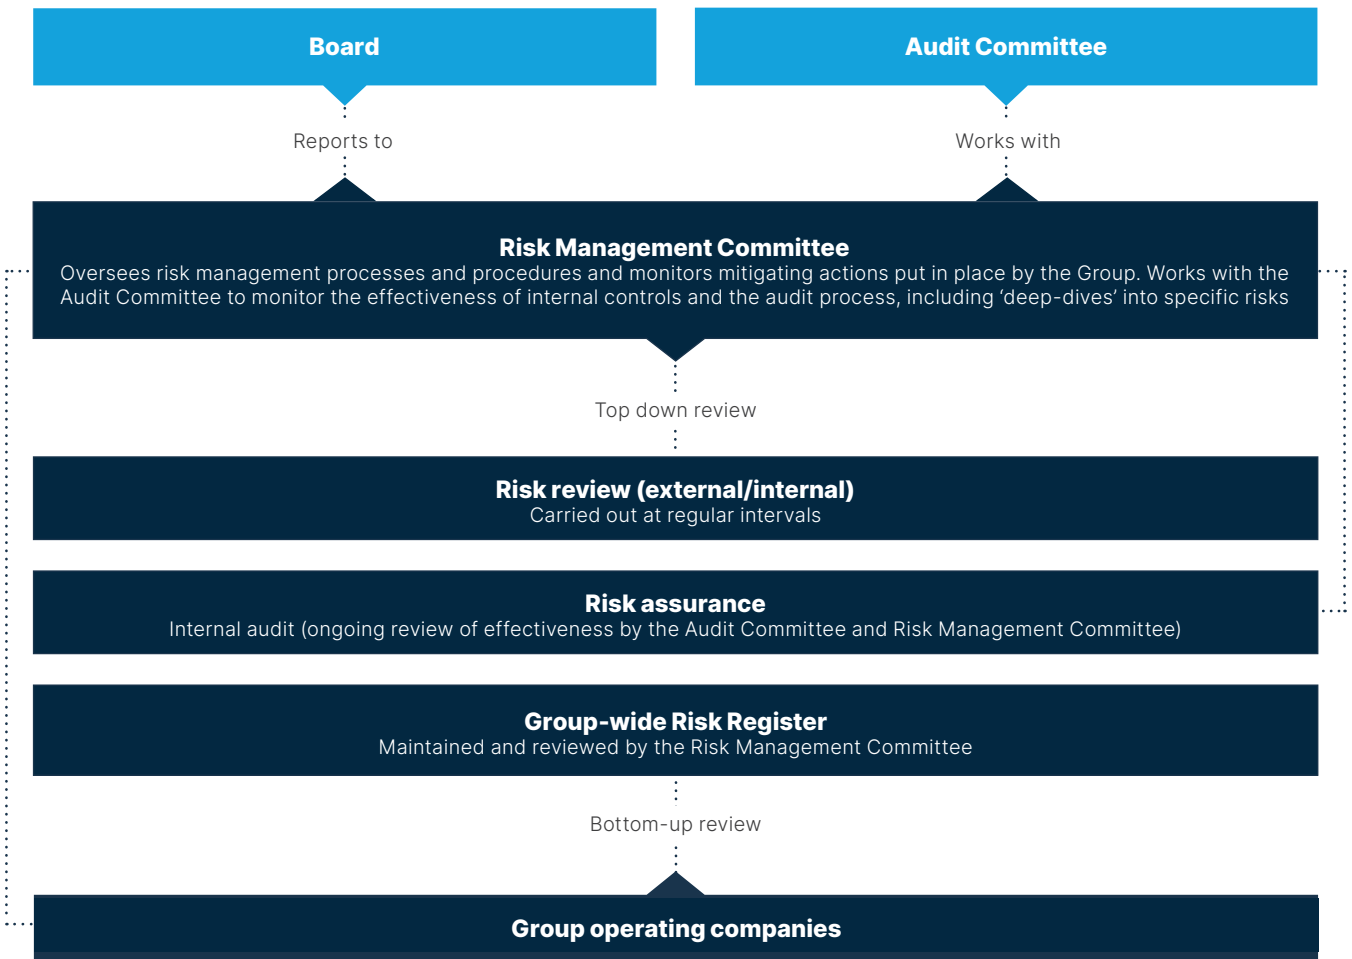 Board
Audit Committee
Reports to
Works with
Risk Management Committee
Oversees risk management processes and procedures and monitors mitigating actions put in place by the Group. Works with the
Audit Committee to monitor the effectiveness of internal controls and the audit process, including ‘deep-dives’ into specific risks
Top down review
Risk review (external/internal)
Carried out at regular intervals
Risk assurance
Internal audit (ongoing review of effectiveness by the Audit Committee and Risk Management Committee)
Group-wide Risk Register
Maintained and reviewed by the Risk Management Committee
Bottom-up review
Group operating companies